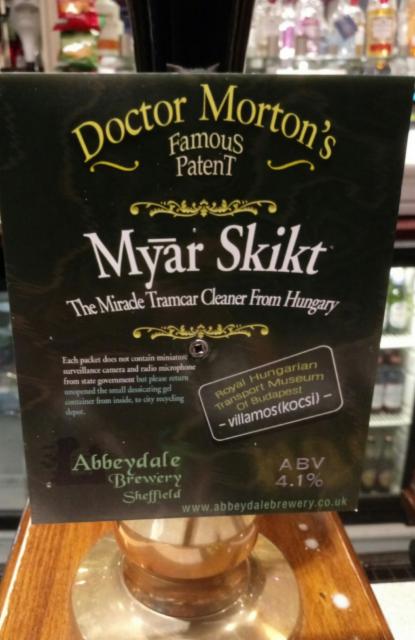 Doctor Morton's
Famous
Patent
Mȳar Skikt
The Miracle Tramcar Cleaner From Hungary
Each packet does not contain miniature
surveillance camera and radio microphone
from state government but please return
unopened the small dessicating gel
container from inside, to city recycling
depot.
Royal Hungarian
Transport Museum
Of Budapest
- villamos(kocsi) -
Abbeydale
Brewery
Sheffield
ABV
4.1%
www.abbeydalebrewery.co.uk